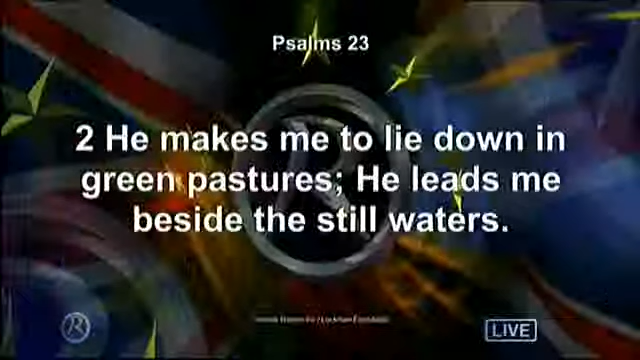 Psalms 23
2 He makes me to lie down in
green pastures; He leads me
beside the still waters.
LIVE